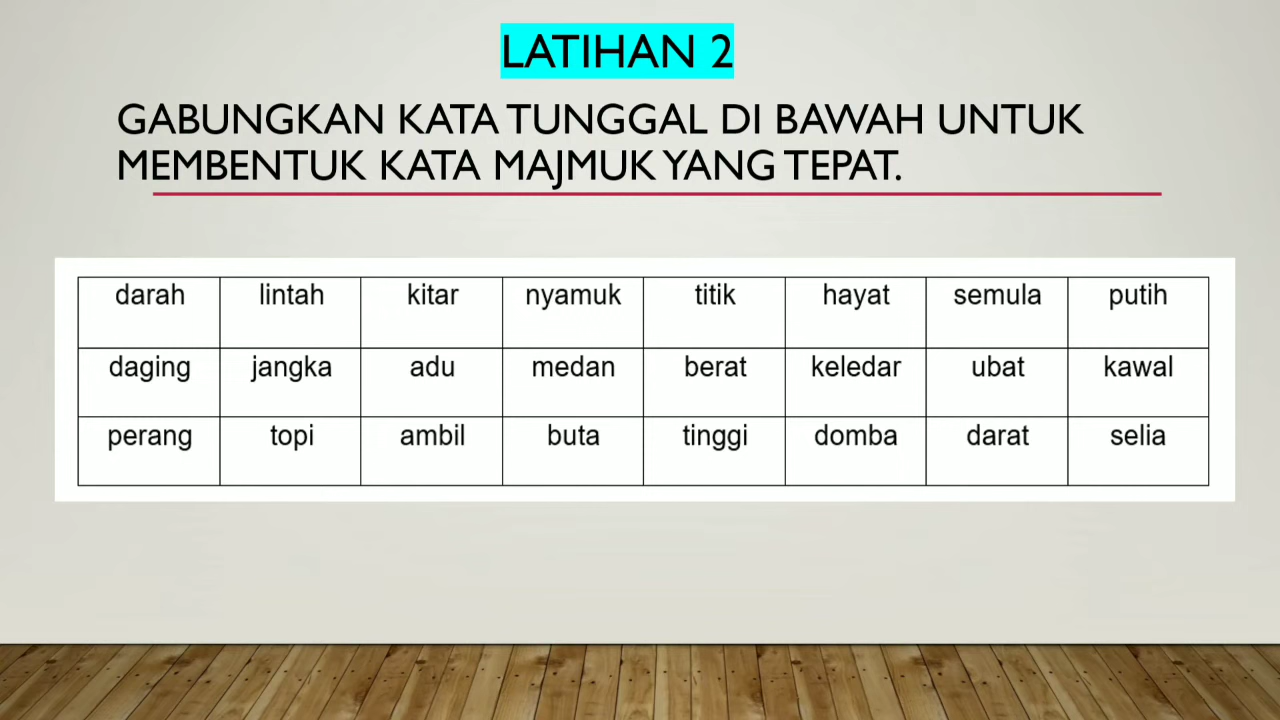 LATIHAN 2
GABUNGKAN KATA TUNGGAL DI BAWAH UNTUK
MEMBENTUK KATA MAJMUK YANG TEPAT.
darah lintah kitar nyamuk titik hayat semula putih
daging jangka adu medan berat keledar ubat kawal
perang topi ambil buta tinggi domba darat selia